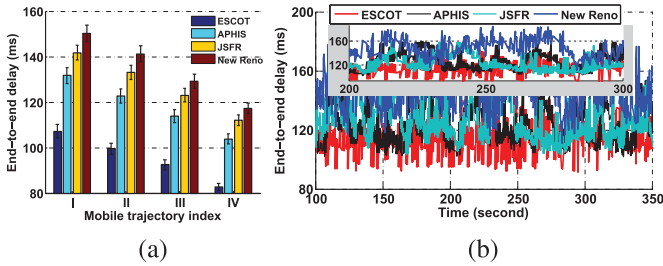 End-to-end delay (ms)
160
140
120
100
80
ESCOT
APHIS
JSFR
New Reno
I II III IV
Mobile trajectory index
(a)
ESCOT APHIS JSFR New Reno
End-to-end delay (ms)
200
160
120
80
160
120
200 250 300
100 150 200 250 300 350
Time (second)
(b)